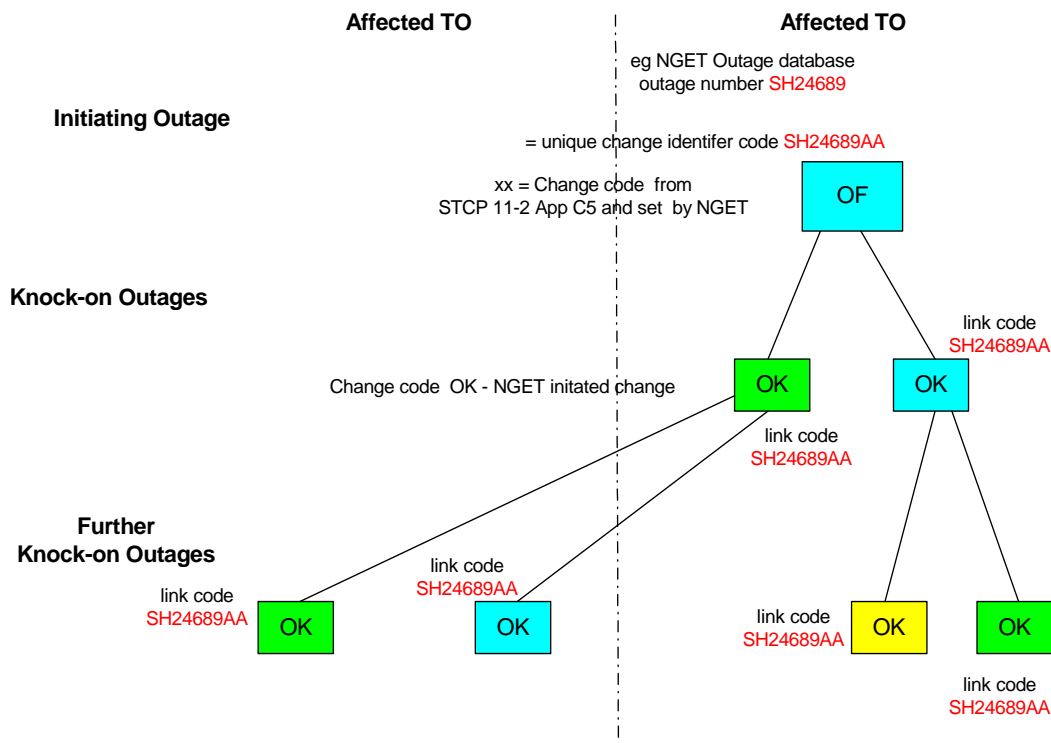 Affected TO
Affected TO
eg NGET Outage database
outage number SH24689
Initiating Outage
= unique change identifer code SH24689AA
xx = Change code from
STCP 11-2 App C5 and set by NGET
OF
Knock-on Outages
link code
SH24689AA
Change code OK - NGET initated change
OK
OK
link code
SH24689AA
Further
Knock-on Outages
link code
SH24689AA
link code
SH24689AA
OK
OK
link code
SH24689AA
OK
OK
link code
SH24689AA